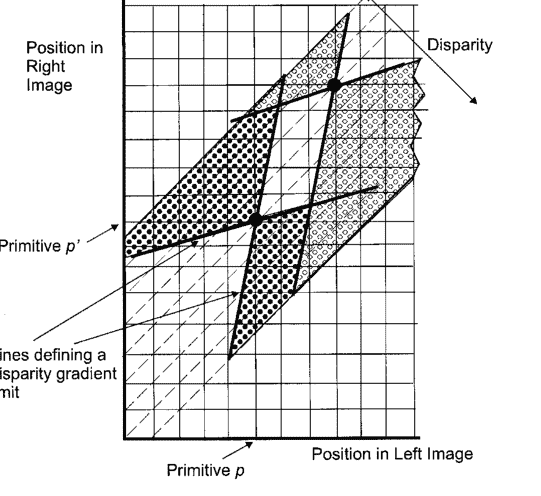 Position in
Right
Image
Disparity
Primitive p'
ines defining a
isparity gradient
mit
Position in Left Image
Primitive p